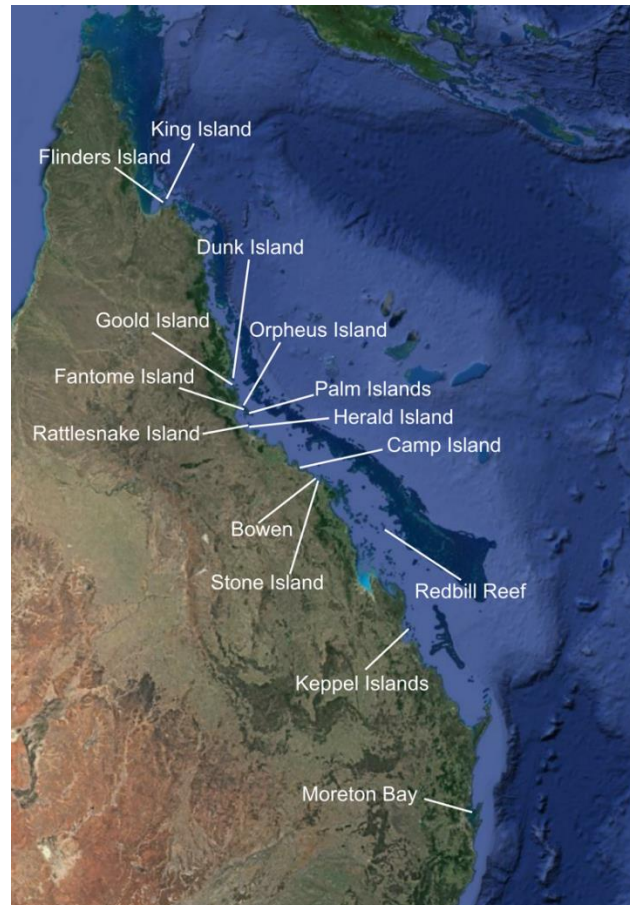 King Island
Flinders Island
Dunk Island
Goold Island
Orpheus Island
Fantome Island
Palm Islands
Herald Island
Rattlesnake Island
Camp Island
Bowen
Stone Island
Redbill Reef
Keppel Islands
Moreton Bay